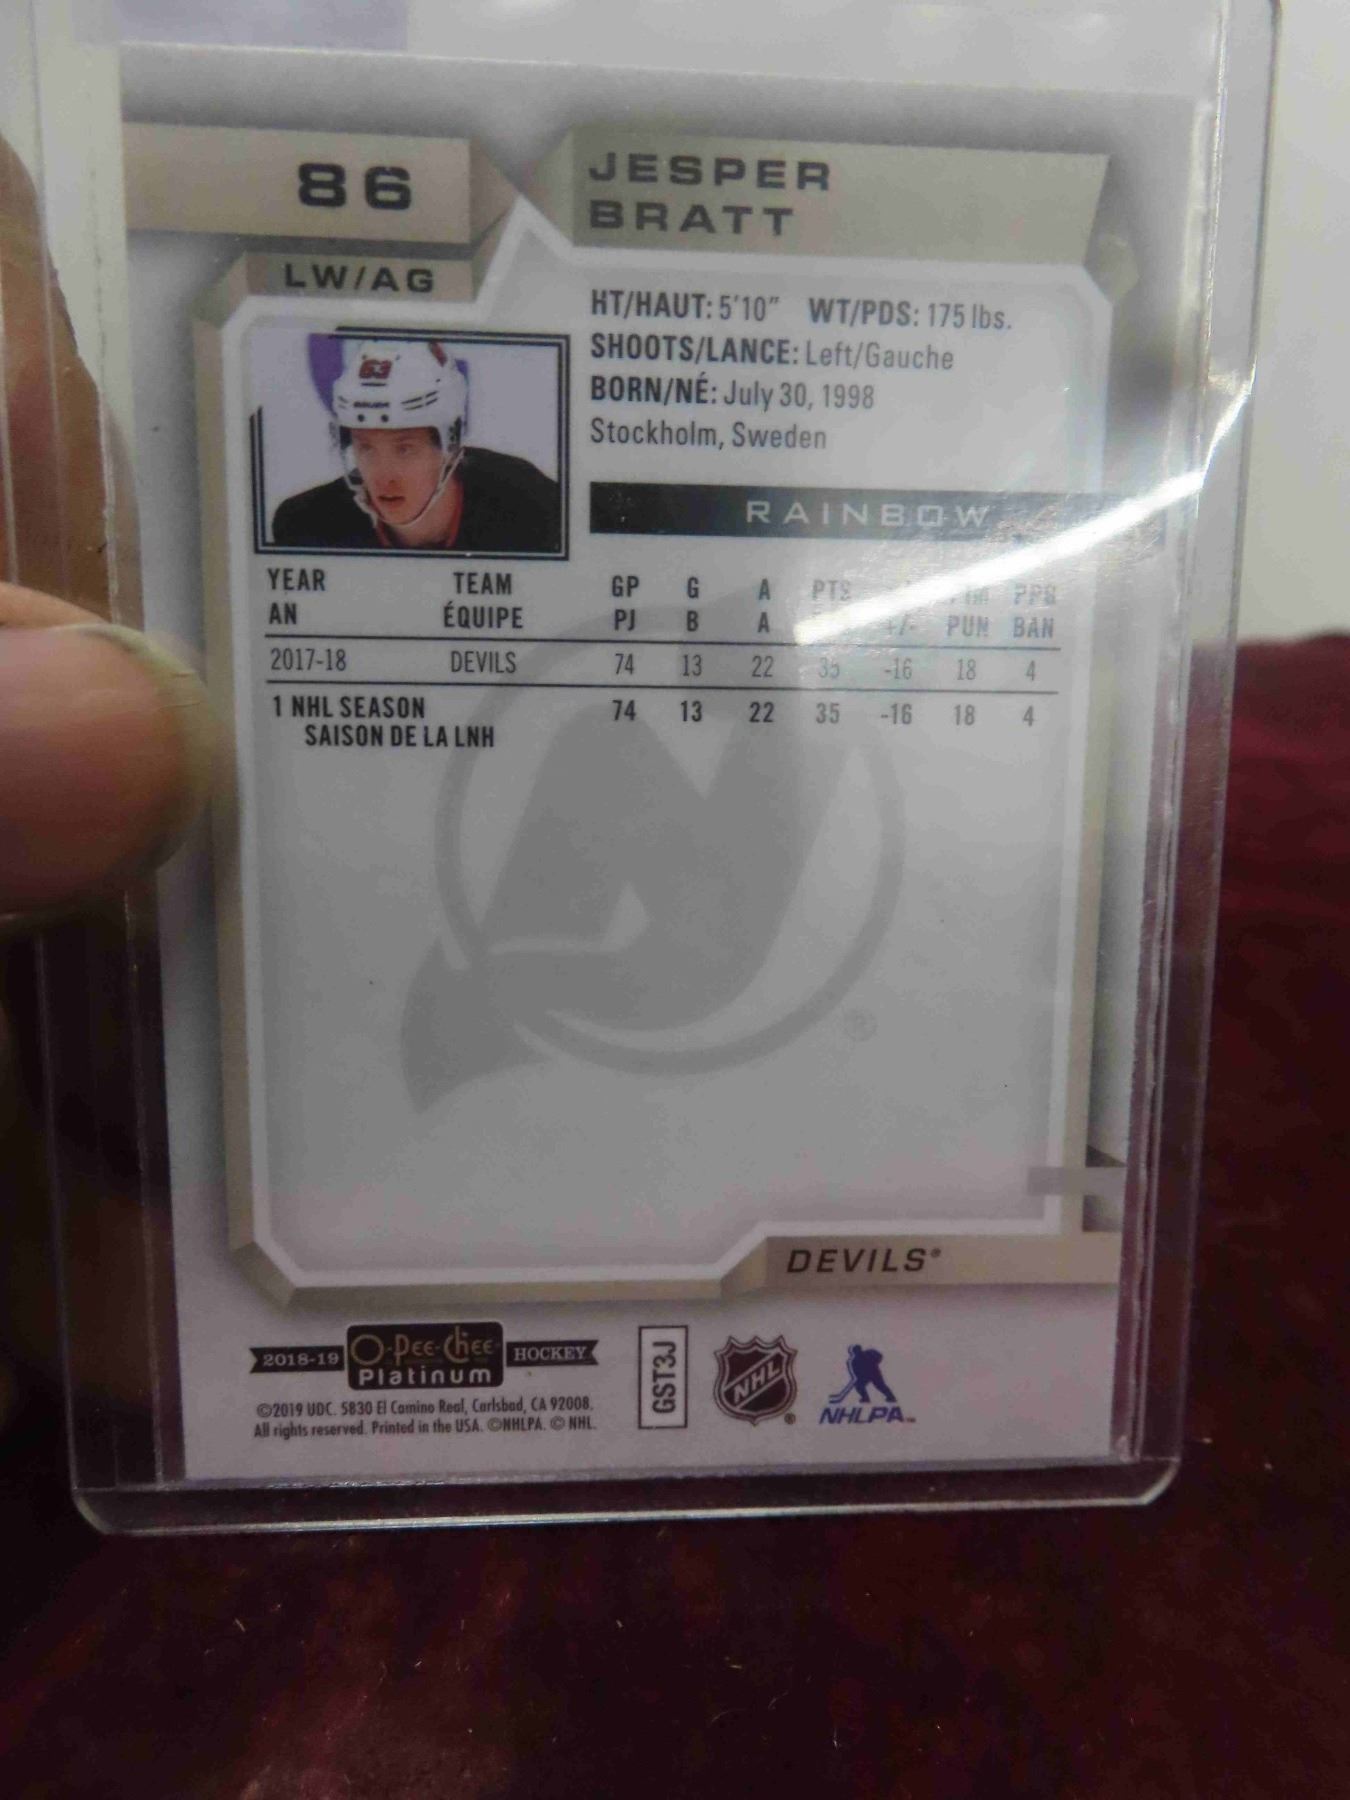 86
JESPER
BRATT
LW/AG
HT/HAUT: 5'10" WT/PDS: 175 lbs.
SHOOTS/LANCE: Left/Gauche
BORN/NÉ: July 30, 1998
Stockholm, Sweden
63
BAUER
RAINBOW
YEAR TEAM GP G A PTS PPG
AN ÉQUIPE PJ B A +/- PUN BAN
2017-18 DEVILS 74 13 22 35 -16 18 4
1 NHL SEASON 74 13 22 35 -16 18 4
SAISON DE LA LNH
®
DEVILS®
2018-19 O-PEE-CHEE HOCKEY
Platinum
©2019 UDC. 5830 El Camino Real, Carlsbad, CA 92008.
All rights reserved. Printed in the USA. ©NHLPA. © NHL.
GST3J
NHL ®
NHLPA™